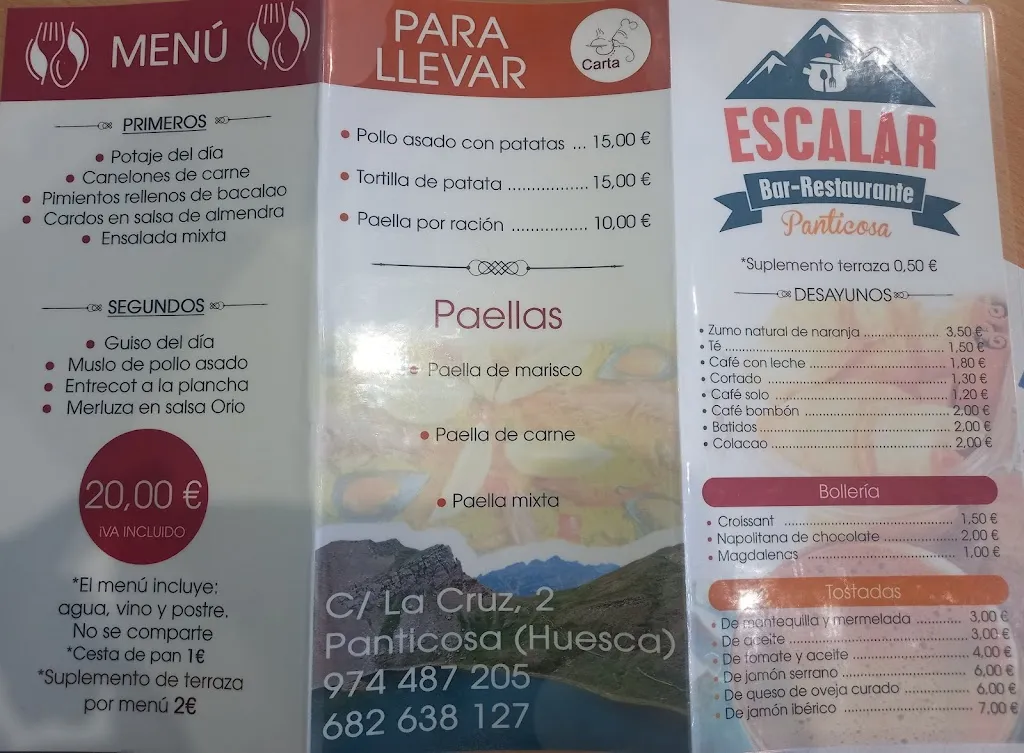 MENÚ
PRIMEROS
• Potaje del día
• Canelones de carne
• Pimientos rellenos de bacalao
• Cardos en salsa de almendra
• Ensalada mixta
SEGUNDOS
• Guiso del día
• Muslo de pollo asado
• Entrecot a la plancha
• Merluza en salsa Orio
20,00 €
iVA INCLUIDO
*El menú incluye:
agua, vino y postre.
No se comparte
*Cesta de pan 1€
*Suplemento de terraza
por menú 2€
PARA
LLEVAR
Carta
• Pollo asado con patatas ... 15,00 €
• Tortilla de patata ................. 15,00 €
• Paella por ración ................ 10,00 €
Paellas
• Paella de marisco
• Paella de carne
• Paella mixta
C/ La Cruz, 2
Panticosa (Huesca)
974 487 205
682 638 127
ESCALAR
Bar-Restaurante
Panticosa
*Suplemento terraza 0,50 €
DESAYUNOS
• Zumo natural de naranja ................ 3,50 €
• Té ................ 1,50 €
• Café con leche ................ 1,80 €
• Cortado ................ 1,30 €
• Café solo ................ 1,20 €
• Café bombón ................ 2,00 €
• Batidos ................ 2,00 €
• Colacao ................ 2,00 €
Bollería
• Croissant ................ 1,50 €
• Napolitana de chocolate ................ 2,00 €
• Magdalenas ................ 1,00 €
Tostadas
• De mantequilla y mermelada ........... 3,00 €
• De aceite ................ 3,00 €
• De tomate y aceite ................ 4,00 €
• De jamón serrano ................ 6,00 €
• De queso de oveja curado ................ 6,00 €
• De jamón ibérico ................ 7,00 €